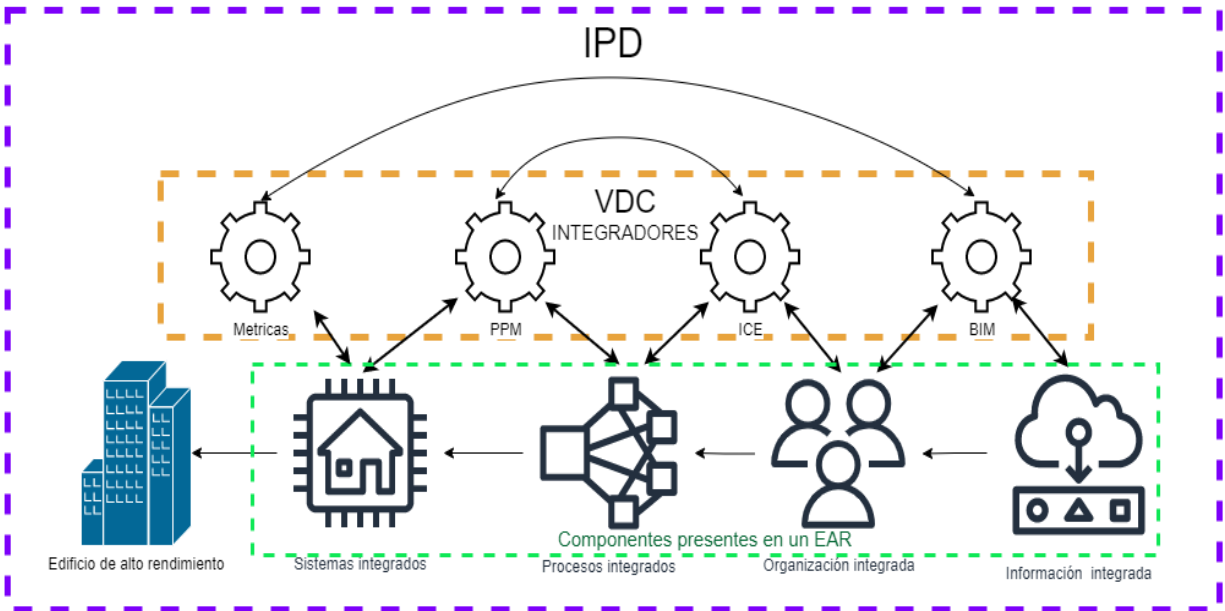 IPD
VDC
INTEGRADORES
Metricas
PPM
ICE
BIM
Componentes presentes en un EAR
Edificio de alto rendimiento
Sistemas integrados
Procesos integrados
Organización integrada
Información integrada